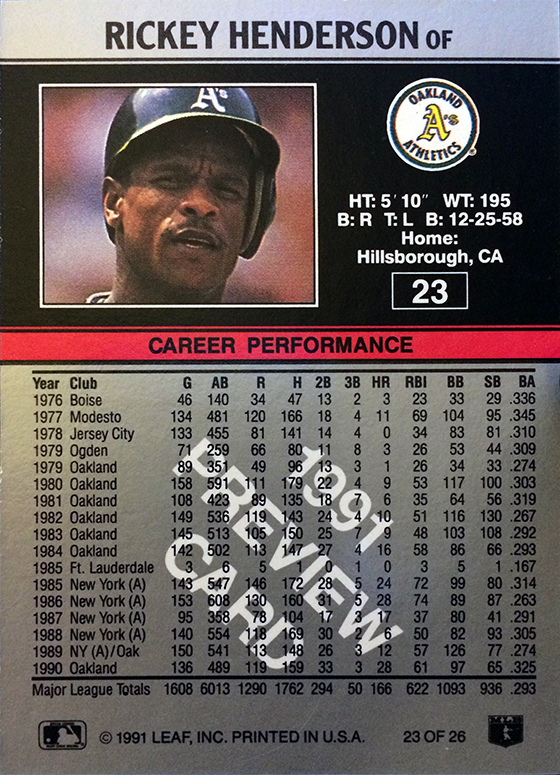 RICKEY HENDERSON OF
A's
OAKLAND
A's
ATHLETICS
HT: 5' 10" WT: 195
B: R T: L B: 12-25-58
Home:
Hillsborough, CA
23
CAREER PERFORMANCE
Year Club G AB R H 2B 3B HR RBI BB SB BA
1976 Boise 46 140 34 47 13 2 3 23 33 29 .336
1977 Modesto 134 481 120 166 18 4 11 69 104 95 .345
1978 Jersey City 133 455 81 141 14 4 0 34 83 81 .310
1979 Ogden 71 259 66 80 11 8 3 26 53 44 .309
1979 Oakland 89 351 49 96 13 3 1 26 34 33 .274
1980 Oakland 158 591 111 179 22 4 9 53 117 100 .303
1981 Oakland 108 423 89 135 18 7 6 35 64 56 .319
1982 Oakland 149 536 119 143 24 4 10 51 116 130 .267
1983 Oakland 145 513 105 150 25 7 9 48 103 108 .292
1984 Oakland 142 502 113 147 27 4 16 58 86 66 .293
1985 Ft. Lauderdale 3 6 5 1 0 1 0 3 5 1 .167
1985 New York (A) 143 547 146 172 28 5 24 72 99 80 .314
1986 New York (A) 153 608 130 160 31 5 28 74 89 87 .263
1987 New York (A) 95 358 78 104 17 3 17 37 80 41 .291
1988 New York (A) 140 554 118 169 30 2 6 50 82 93 .305
1989 NY (A)/Oak 150 541 113 148 26 3 12 57 126 77 .274
1990 Oakland 136 489 119 159 33 3 28 61 97 65 .325
Major League Totals 1608 6013 1290 1762 294 50 166 622 1093 936 .293
1991
PREVIEW
CARD
© 1991 LEAF, INC. PRINTED IN U.S.A.
23 OF 26